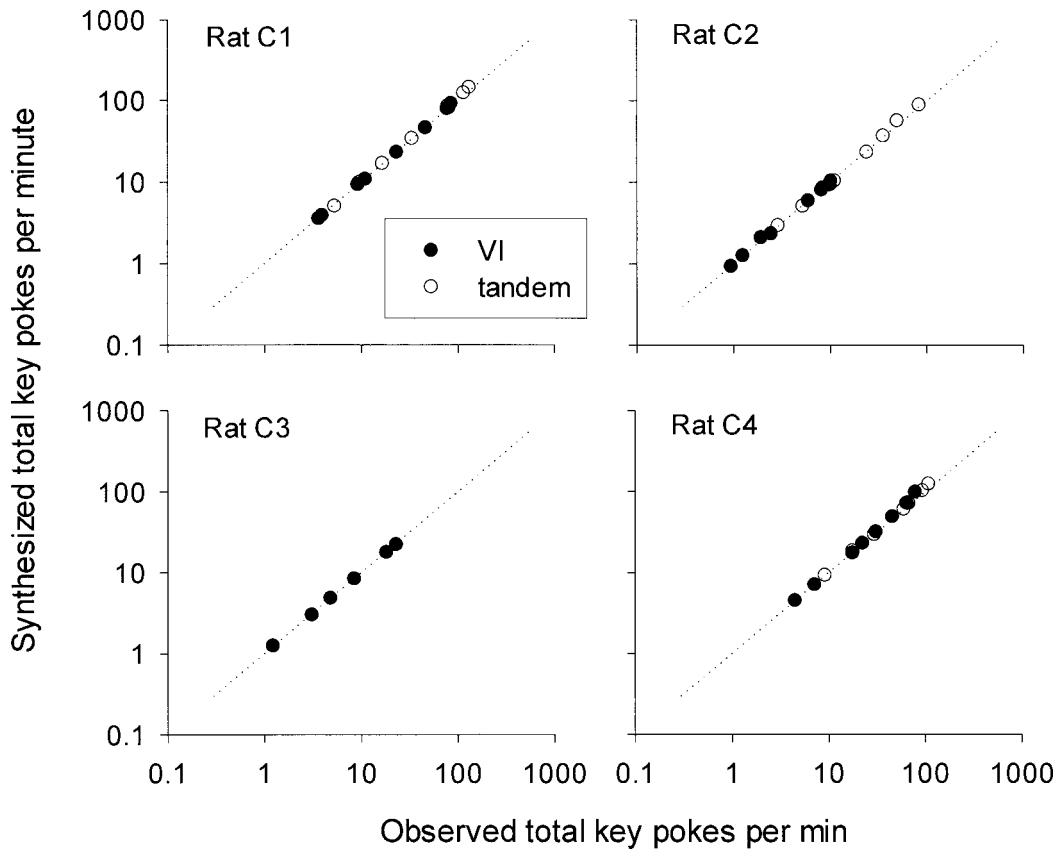 Synthesized total key pokes per minute
1000
100
10
1
0.1
Rat C1
VI
tandem
Rat C2
1000
100
10
1
0.1
Rat C3
Rat C4
0.1 1 10 100 1000
0.1 1 10 100 1000
Observed total key pokes per min